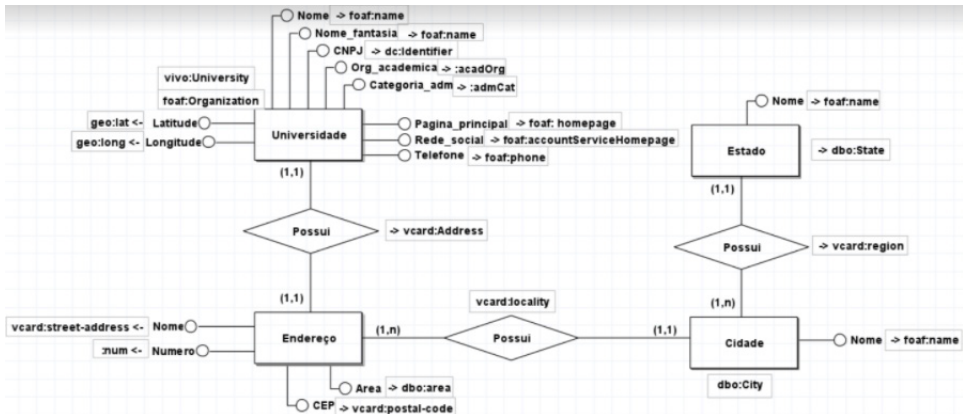 Nome -> foaf:name
Nome_fantasia -> foaf:name
CNPJ -> dc:Identifier
Org_academica -> :acadOrg
Categoria_adm -> :admCat
vivo:University
foaf:Organization
geo:lat <- Latitude
geo:long <- Longitude
Universidade
Pagina_principal -> foaf: homepage
Rede_social -> foaf:accountServiceHomepage
Telefone -> foaf:phone
(1,1)
Possui -> vcard:Address
(1,1)
vcard:street-address <- Nome
:num <- Numero
Endereço
Area -> dbo:area
CEP -> vcard:postal-code
(1,n)
vcard:locality
Possui
(1,1)
Nome -> foaf:name
Estado
-> dbo:State
(1,1)
Possui -> vcard:region
(1,n)
Cidade
Nome -> foaf:name
dbo:City